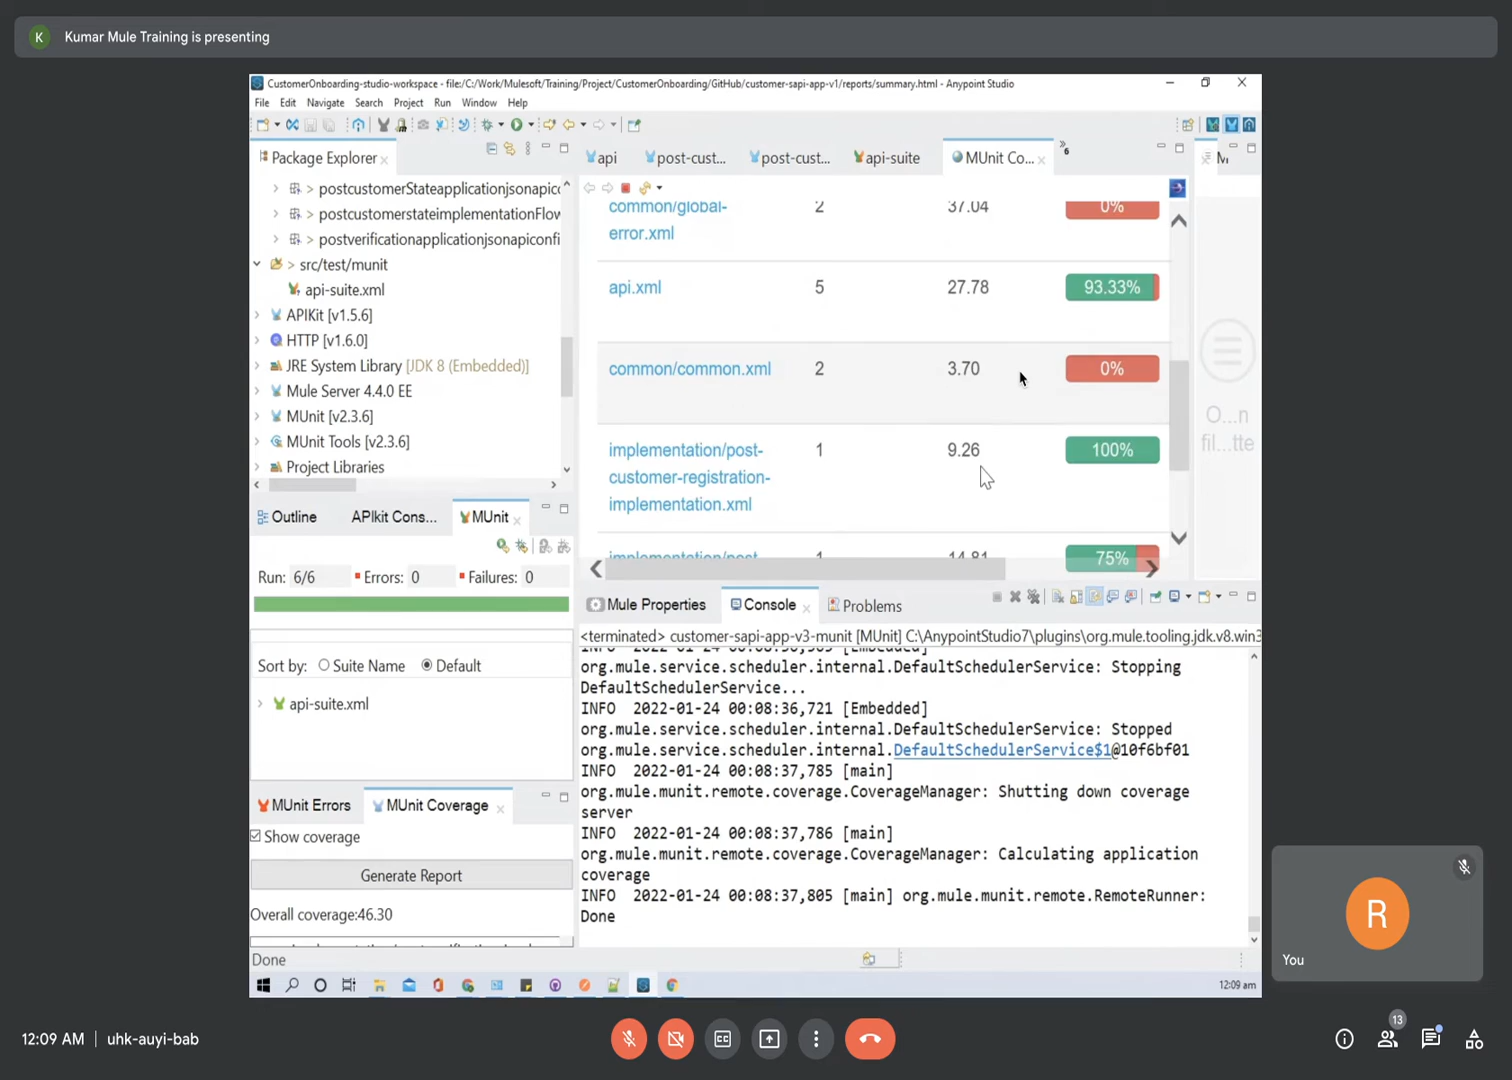 K Kumar Mule Training is presenting
CustomerOnboarding-studio-workspace - file:/C:/Work/Mulesoft/Training/Project/CustomerOnboarding/GitHub/customer-sapi-app-v1/reports/summary.html - Anypoint Studio
File Edit Navigate Search Project Run Window Help
Package Explorer
> postcustomerStateapplicationjsonapico
> postcustomerstateimplementationFlow
> postverificationapplicationjsonapiconfi
> src/test/munit
api-suite.xml
APIKit [v1.5.6]
HTTP [v1.6.0]
JRE System Library [JDK 8 (Embedded)]
Mule Server 4.4.0 EE
MUnit [v2.3.6]
MUnit Tools [v2.3.6]
Project Libraries
api post-cust... post-cust... api-suite MUnit Co... »6
common/global-
error.xml
2 37.04 0%
api.xml 5 27.78 93.33%
common/common.xml 2 3.70 0%
implementation/post-
customer-registration-
implementation.xml
1 9.26 100%
implementation/post- 1 14.81 75%
O...n
fil...tte
Outline APIkit Cons... MUnit
Run: 6/6 Errors: 0 Failures: 0
Sort by: Suite Name Default
api-suite.xml
MUnit Errors MUnit Coverage
Show coverage
Generate Report
Overall coverage:46.30
Done
Mule Properties Console Problems
<terminated> customer-sapi-app-v3-munit [MUnit] C:\AnypointStudio7\plugins\org.mule.tooling.jdk.v8.win3
org.mule.service.scheduler.internal.DefaultSchedulerService: Stopping
DefaultSchedulerService...
INFO 2022-01-24 00:08:36,721 [Embedded]
org.mule.service.scheduler.internal.DefaultSchedulerService: Stopped
org.mule.service.scheduler.internal.DefaultSchedulerService$1@10f6bf01
INFO 2022-01-24 00:08:37,785 [main]
org.mule.munit.remote.coverage.CoverageManager: Shutting down coverage
server
INFO 2022-01-24 00:08:37,786 [main]
org.mule.munit.remote.coverage.CoverageManager: Calculating application
coverage
INFO 2022-01-24 00:08:37,805 [main] org.mule.munit.remote.RemoteRunner:
Done
12:09 am
R
You
12:09 AM | uhk-auyi-bab
13